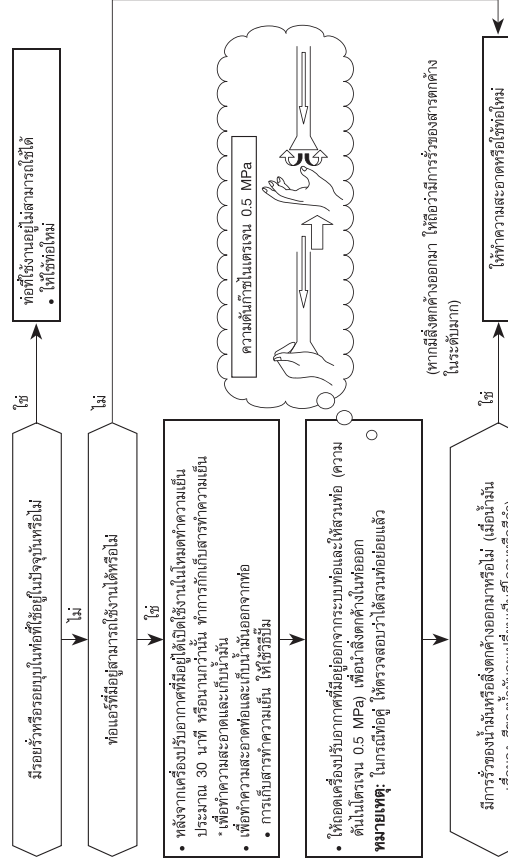 มีรอยรั่วหรือรอยบุบในท่อที่ใช้อยู่ในปัจจุบันหรือไม่
ใช่
ท่อที่ใช้งานอยู่ไม่สามารถใช้ได้
• ให้ใช้ท่อใหม่
ไม่
ท่อแอร์ที่มีอยู่สามารถใช้งานได้หรือไม่
ไม่
ใช่
• หลังจากเครื่องปรับอากาศที่มีอยู่ได้เปิดใช้งานในโหมดทำความเย็น
ประมาณ 30 นาที หรือนานกว่านั้น ทำการกักเก็บสารทำความเย็น
* เพื่อทำความสะอาดและเก็บน้ำมัน
• เพื่อทำความสะอาดท่อและเก็บน้ำมันออกจากท่อ
• การเก็บสารทำความเย็น ให้ใช้วิธีปั๊ม
ความดันก๊าซไนโตรเจน 0.5 MPa
• ให้ถอดเครื่องปรับอากาศที่มีอยู่ออกจากระบบท่อและให้สวนท่อ (ความ
ดันไนโตรเจน 0.5 MPa) เพื่อนำสิ่งตกค้างในท่อออก
หมายเหตุ: ในกรณีท่อคู่ ให้ตรวจสอบว่าได้สวนท่อย่อยแล้ว
(หากมีสิ่งตกค้างออกมา ให้ถือว่ามีการรั่วของสารตกค้าง
ในระดับมาก)
มีการรั่วของน้ำมันหรือสิ่งตกค้างออกมาหรือไม่ (เมื่อน้ำมัน
ใช่
ให้ทำความสะอาดหรือใช้ท่อใหม่